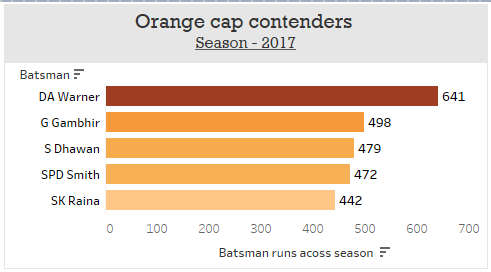 Orange cap contenders
Season - 2017
Batsman
DA Warner 641
G Gambhir 498
S Dhawan 479
SPD Smith 472
SK Raina 442
0 100 200 300 400 500 600 700
Batsman runs acoss season